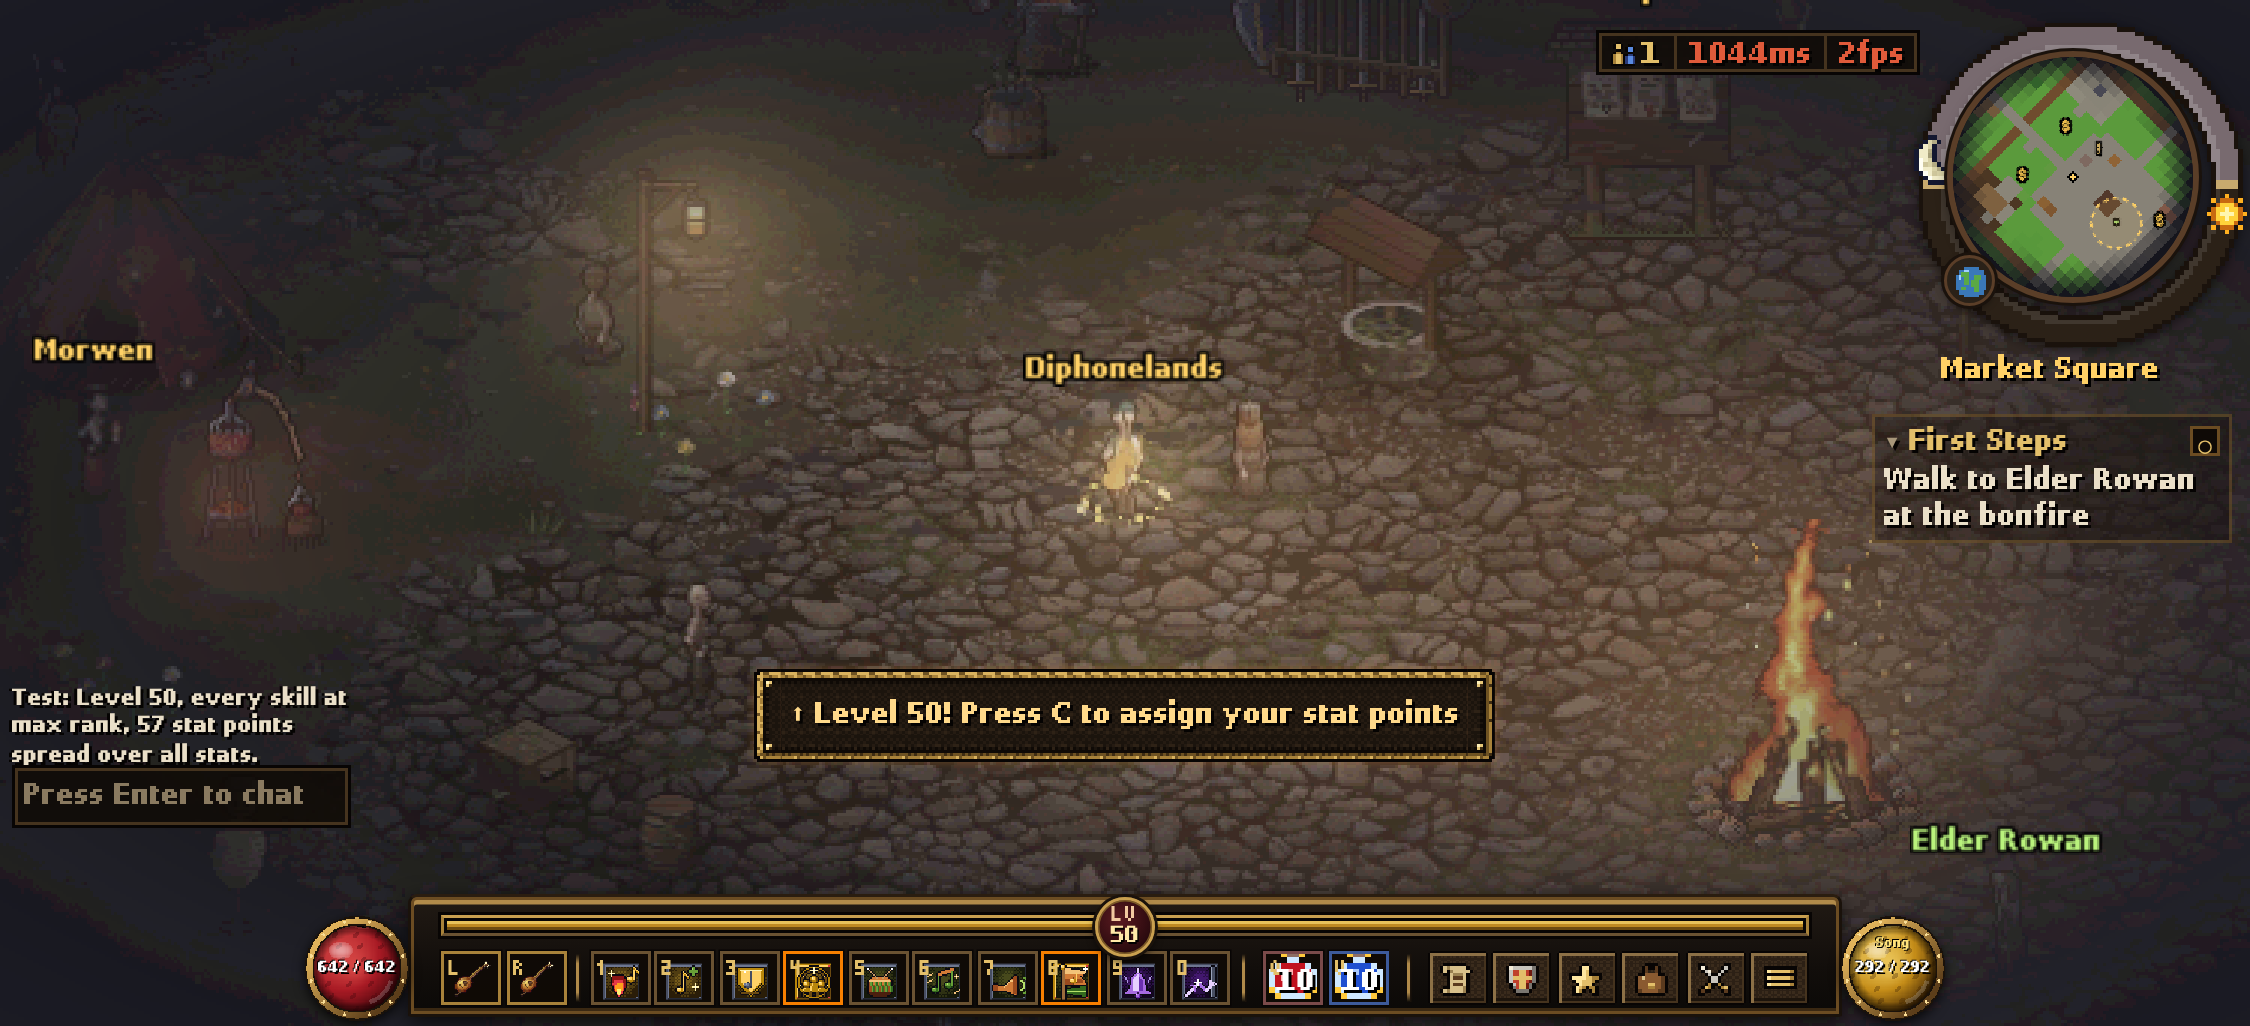 1 1044ms 2fps
Morwen
Diphonelands
Market Square
First Steps
Walk to Elder Rowan
at the bonfire
Test: Level 50, every skill at
max rank, 57 stat points
spread over all stats.
Press Enter to chat
↑ Level 50! Press C to assign your stat points
Elder Rowan
LV
50
642 / 642
L R 1 2 3 4 5 6 7 8 9 0 10 10
Song
292 / 292